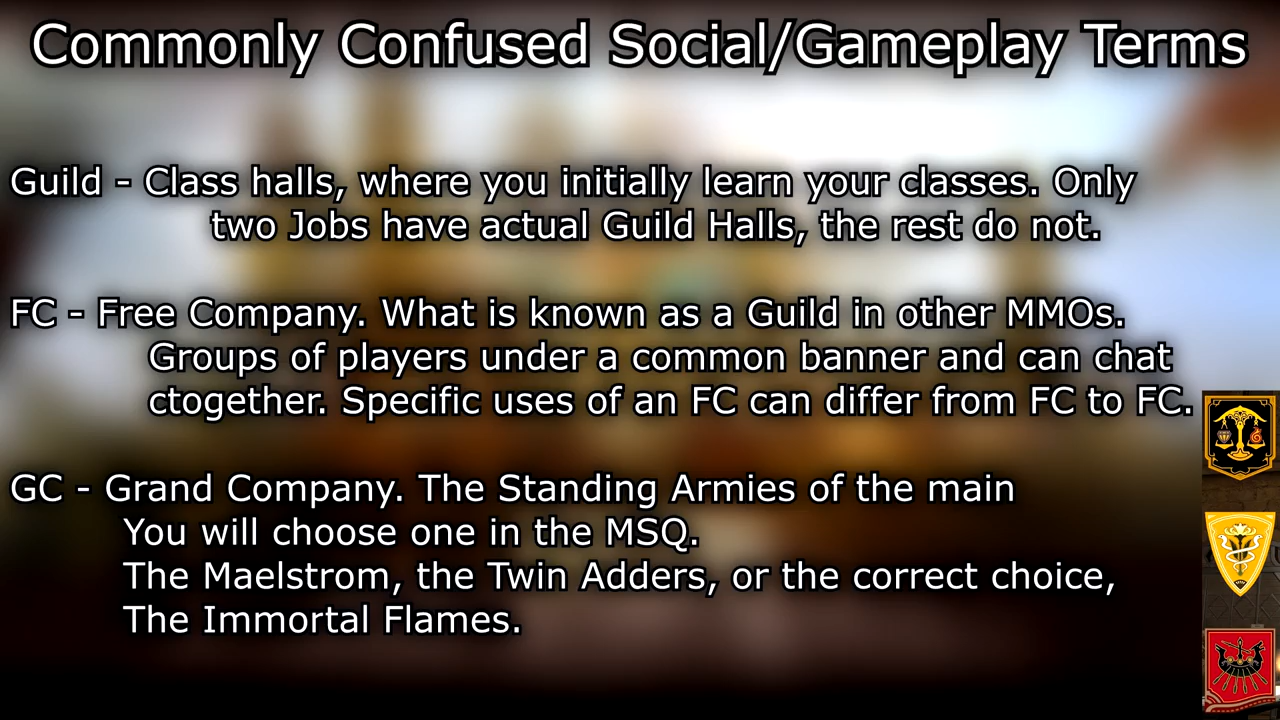 Commonly Confused Social/Gameplay Terms
Guild - Class halls, where you initially learn your classes. Only
two Jobs have actual Guild Halls, the rest do not.
FC - Free Company. What is known as a Guild in other MMOs.
Groups of players under a common banner and can chat
ctogether. Specific uses of an FC can differ from FC to FC.
GC - Grand Company. The Standing Armies of the main
You will choose one in the MSQ.
The Maelstrom, the Twin Adders, or the correct choice,
The Immortal Flames.